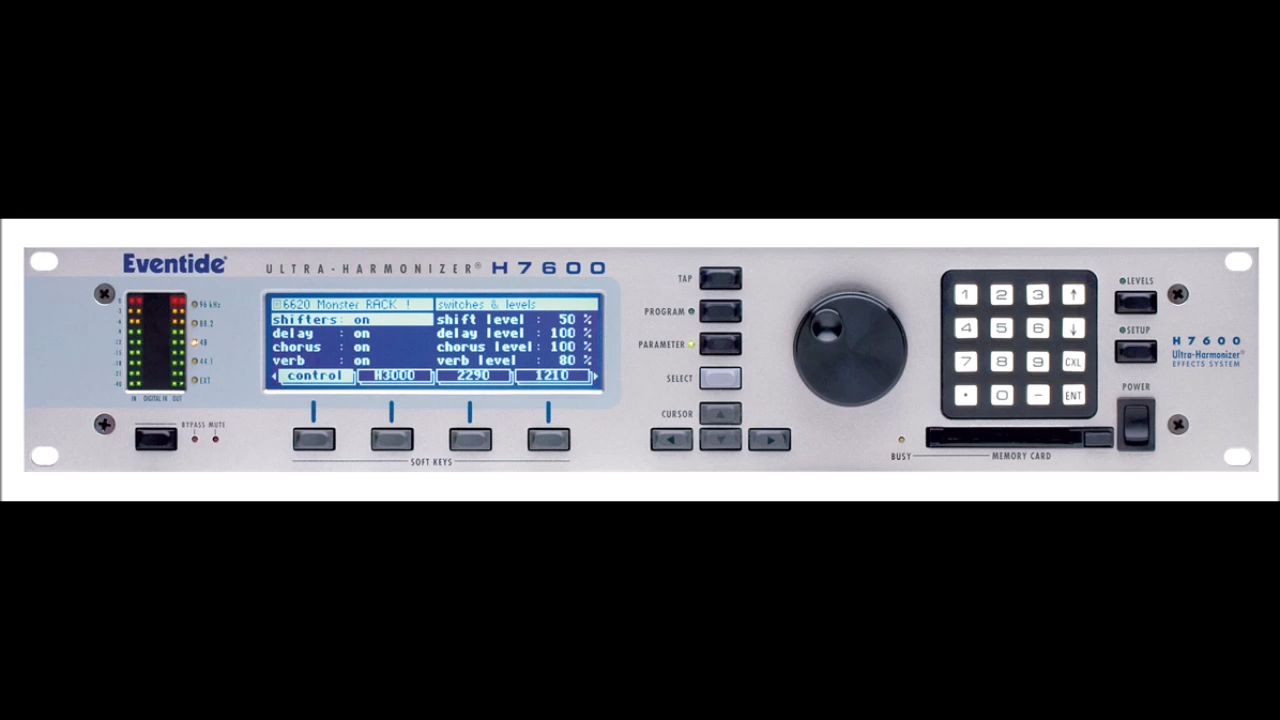 Eventide®
ULTRA-HARMONIZER® H7600
96 kHz
88.2
48
44.1
EXT
IN DIGITAL IN OUT
BYPASS MUTE
6620 Monster RACK ! switches & levels
shifters: on shift level : 50 %
delay : on delay level : 100 %
chorus : on chorus level : 100 %
verb : on verb level : 80 %
control H3000 2290 1210
SOFT KEYS
TAP
PROGRAM
PARAMETER
SELECT
CURSOR
1 2 3 ↑
4 5 6 ↓
7 8 9 CXL
• 0 – ENT
BUSY MEMORY CARD
LEVELS
SETUP
H7600
Ultra-Harmonizer®
EFFECTS SYSTEM
POWER